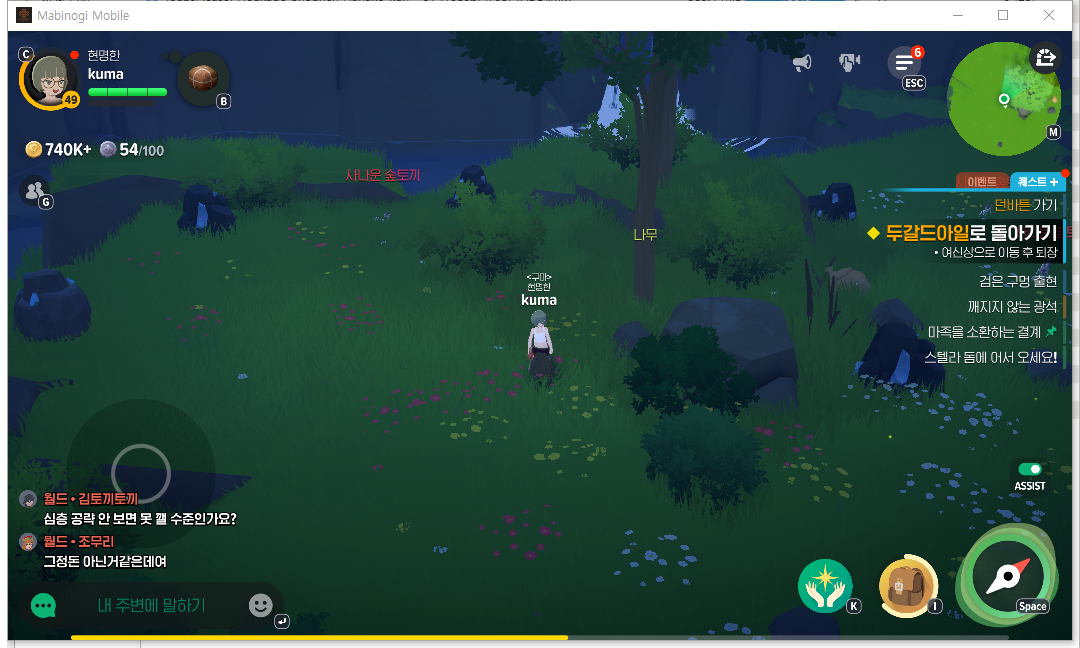 Mabinogi Mobile
C
현명한
kuma
49
B
6
ESC
M
740K+ 54/100
G
사나운 숲토끼
나무
이벤트 퀘스트 +
던바튼 가기
두갈드아일로 돌아가기
• 여신상으로 이동 후 퇴장
검은 구멍 출현
깨지지 않는 광석
마족을 소환하는 결계
스텔라 돔에 어서 오세요!
<구마>
현명한
kuma
ASSIST
월드 • 김토끼토끼
심층 공략 안 보면 못 깰 수준인가요?
월드 • 조무리
그정돈 아닌거같은데여
내 주변에 말하기
K
I
Space